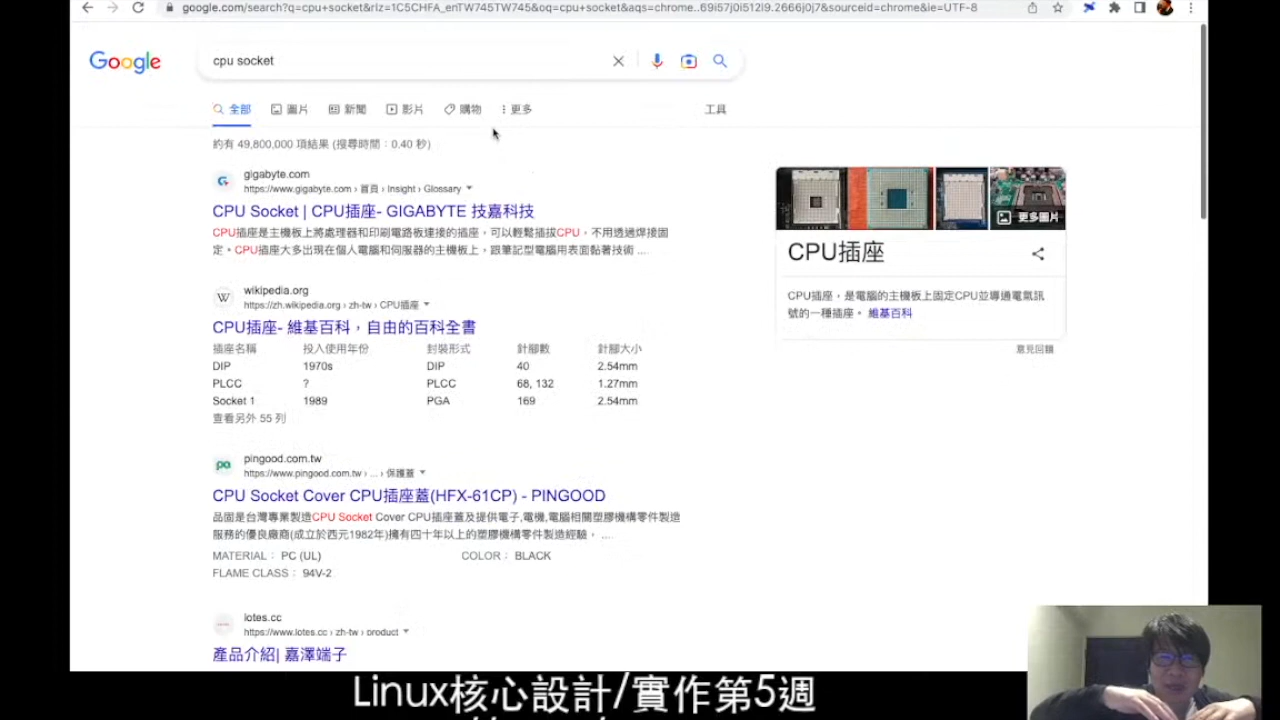 google.com/search?q=cpu+socket&rlz=1C5CHFA_enTW745TW745&oq=cpu+socket&aqs=chrome..69i57j0i512l9.2666j0j7&sourceid=chrome&ie=UTF-8
Google
cpu socket
全部 圖片 新聞 影片 購物 更多 工具
約有 49,800,000 項結果 (搜尋時間：0.40 秒)
gigabyte.com
https://www.gigabyte.com › 首頁 › Insight › Glossary
CPU Socket | CPU插座- GIGABYTE 技嘉科技
CPU插座是主機板上將處理器和印刷電路板連接的插座，可以輕鬆插拔CPU，不用透過焊接固
定。CPU插座大多出現在個人電腦和伺服器的主機板上，跟筆記型電腦用表面黏著技術 ....
W
wikipedia.org
https://zh.wikipedia.org › zh-tw › CPU插座
CPU插座- 維基百科，自由的百科全書
插座名稱 投入使用年份 封裝形式 針腳數 針腳大小
DIP 1970s DIP 40 2.54mm
PLCC ? PLCC 68, 132 1.27mm
Socket 1 1989 PGA 169 2.54mm
查看另外 55 列
pingood.com.tw
https://www.pingood.com.tw › ... › 保護蓋
CPU Socket Cover CPU插座蓋(HFX-61CP) - PINGOOD
品固是台灣專業製造CPU Socket Cover CPU插座蓋及提供電子,電機,電腦相關塑膠機構零件製造
服務的優良廠商(成立於西元1982年)擁有四十年以上的塑膠機構零件製造經驗， ....
MATERIAL： PC (UL) COLOR： BLACK
FLAME CLASS： 94V-2
lotes.cc
https://www.lotes.cc › zh-tw › product
產品介紹| 嘉澤端子
更多圖片
CPU插座
CPU插座，是電腦的主機板上固定CPU並導通電氣訊
號的一種插座。 維基百科
意見回饋
Linux核心設計/實作第5週